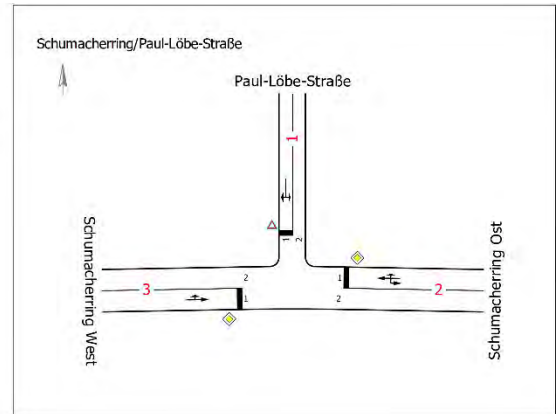 Schumacherring/Paul-Löbe-Straße
Paul-Löbe-Straße
1
1
2
Schumacherring West
Schumacherring Ost
2
1
3
1
2
2